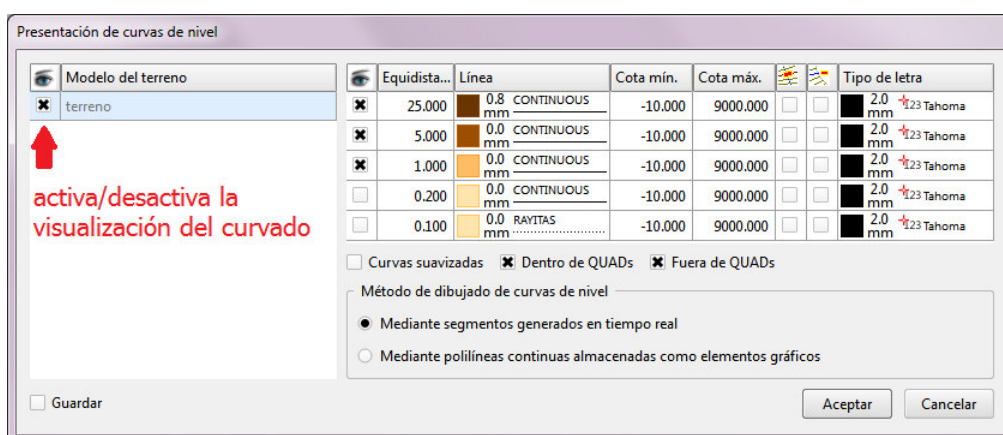 Presentación de curvas de nivel
Modelo del terreno
terreno
activa/desactiva la
visualización del curvado
Equidista... Línea Cota mín. Cota máx. Tipo de letra
25.000 0.8 mm CONTINUOUS -10.000 9000.000 2.0 mm 123 Tahoma
5.000 0.0 mm CONTINUOUS -10.000 9000.000 2.0 mm 123 Tahoma
1.000 0.0 mm CONTINUOUS -10.000 9000.000 2.0 mm 123 Tahoma
0.200 0.0 mm CONTINUOUS -10.000 9000.000 2.0 mm 123 Tahoma
0.100 0.0 mm RAYITAS -10.000 9000.000 2.0 mm 123 Tahoma
Curvas suavizadas Dentro de QUADs Fuera de QUADs
Método de dibujado de curvas de nivel
Mediante segmentos generados en tiempo real
Mediante polilíneas continuas almacenadas como elementos gráficos
Guardar Aceptar Cancelar